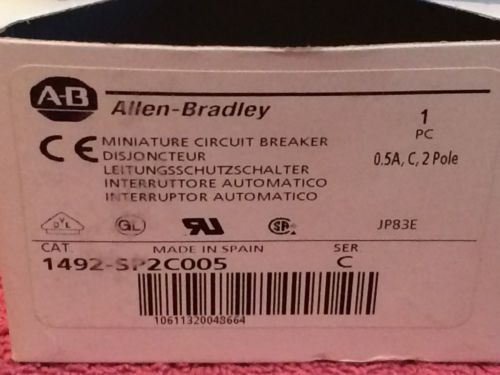 A-B Allen-Bradley
1
PC
CE MINIATURE CIRCUIT BREAKER
DISJONCTEUR
LEITUNGSSCHUTZSCHALTER
INTERRUTTORE AUTOMATICO
INTERRUPTOR AUTOMATICO
0.5A, C, 2 Pole
GL
JP83E
CAT. MADE IN SPAIN SER.
1492-SP2C005 C
10611320048664